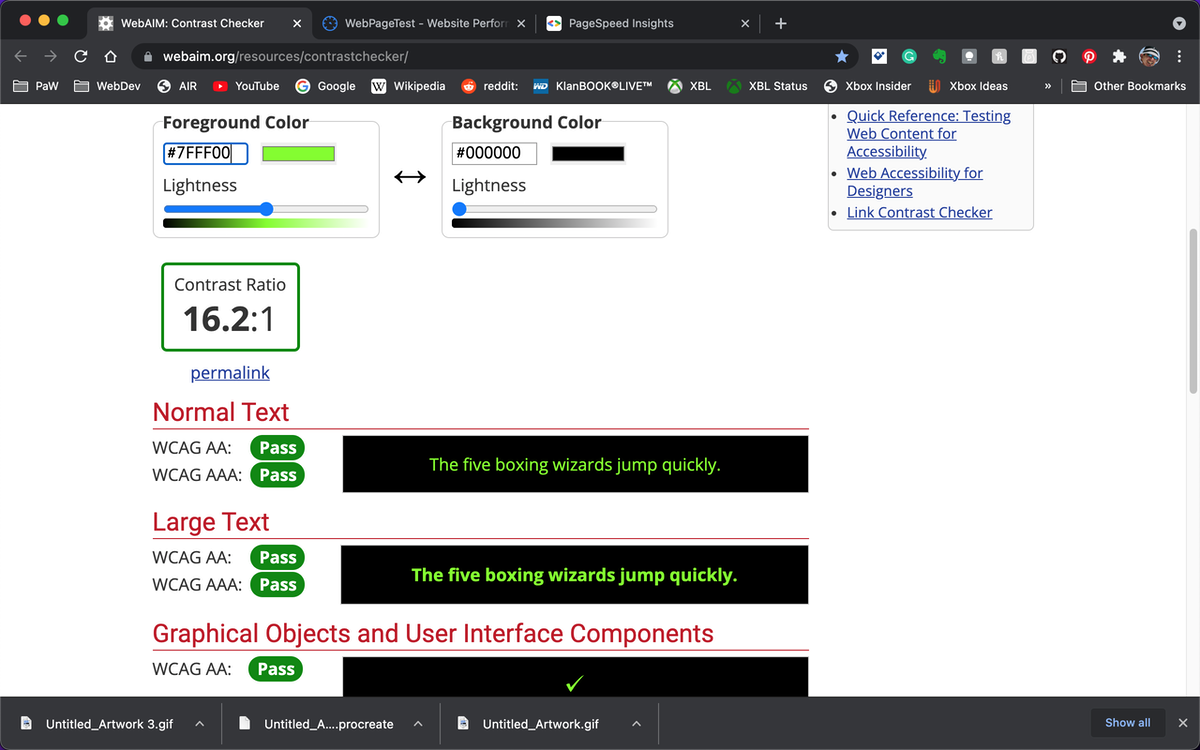 WebAIM: Contrast Checker
WebPageTest - Website Perform
PageSpeed Insights
webaim.org/resources/contrastchecker/
PaW WebDev AIR YouTube Google Wikipedia reddit: KlanBOOK®LIVE™ XBL XBL Status Xbox Insider Xbox Ideas » Other Bookmarks
Foreground Color
#7FFF00
Lightness
Background Color
#000000
Lightness
Quick Reference: Testing
Web Content for
Accessibility
Web Accessibility for
Designers
Link Contrast Checker
Contrast Ratio
16.2:1
permalink
Normal Text
WCAG AA: Pass
WCAG AAA: Pass
The five boxing wizards jump quickly.
Large Text
WCAG AA: Pass
WCAG AAA: Pass
The five boxing wizards jump quickly.
Graphical Objects and User Interface Components
WCAG AA: Pass
Untitled_Artwork 3.gif
Untitled_A....procreate
Untitled_Artwork.gif
Show all